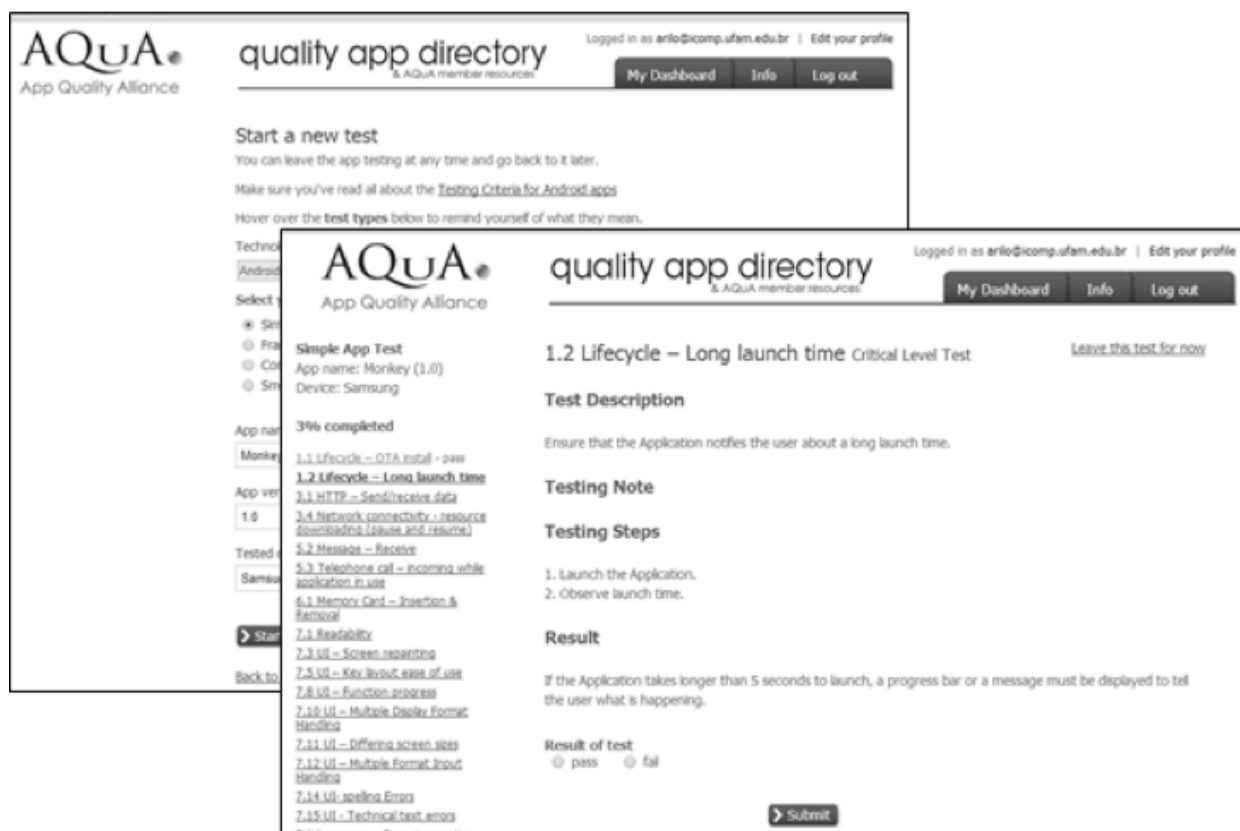 AQuA
App Quality Alliance
quality app directory
& AQuA member resources
Logged in as arilo@icomp.ufam.edu.br | Edit your profile
My Dashboard Info Log out
Start a new test
You can leave the app testing at any time and go back to it later.
Make sure you've read all about the Testing Criteria for Android apps
Hover over the test types below to remind yourself of what they mean.
Android
Select
Monkey
App ver
1.0
Tested
Back to
AQuA
App Quality Alliance
quality app directory
& AQuA member resources
Logged in as arilo@icomp.ufam.edu.br | Edit your profile
My Dashboard Info Log out
Simple App Test
App name: Monkey (1.0)
Device: Samsung
3% completed
1.1 Lifecycle – OTA install - pass
1.2 Lifecycle – Long launch time
3.1 HTTP – Send/receive data
3.4 Network connectivity - resource
downloading (pause and resume)
5.2 Message – Receive
5.3 Telephone call – incoming while
application in use
6.1 Memory Card – Insertion &
Removal
7.1 Readability
7.3 UI – Screen repainting
7.5 UI – Key layout ease of use
7.8 UI – Function progress
7.10 UI – Multiple Display Format
Handling
7.11 UI – Differing screen sizes
7.12 UI – Multiple Format Input
Handling
7.14 UI- spelling Errors
7.15 UI - Technical text errors
1.2 Lifecycle – Long launch time Critical Level Test
Leave this test for now
Test Description
Ensure that the Application notifies the user about a long launch time.
Testing Note
Testing Steps
1. Launch the Application.
2. Observe launch time.
Result
If the Application takes longer than 5 seconds to launch, a progress bar or a message must be displayed to tell
the user what is happening.
Result of test
pass fail
Submit